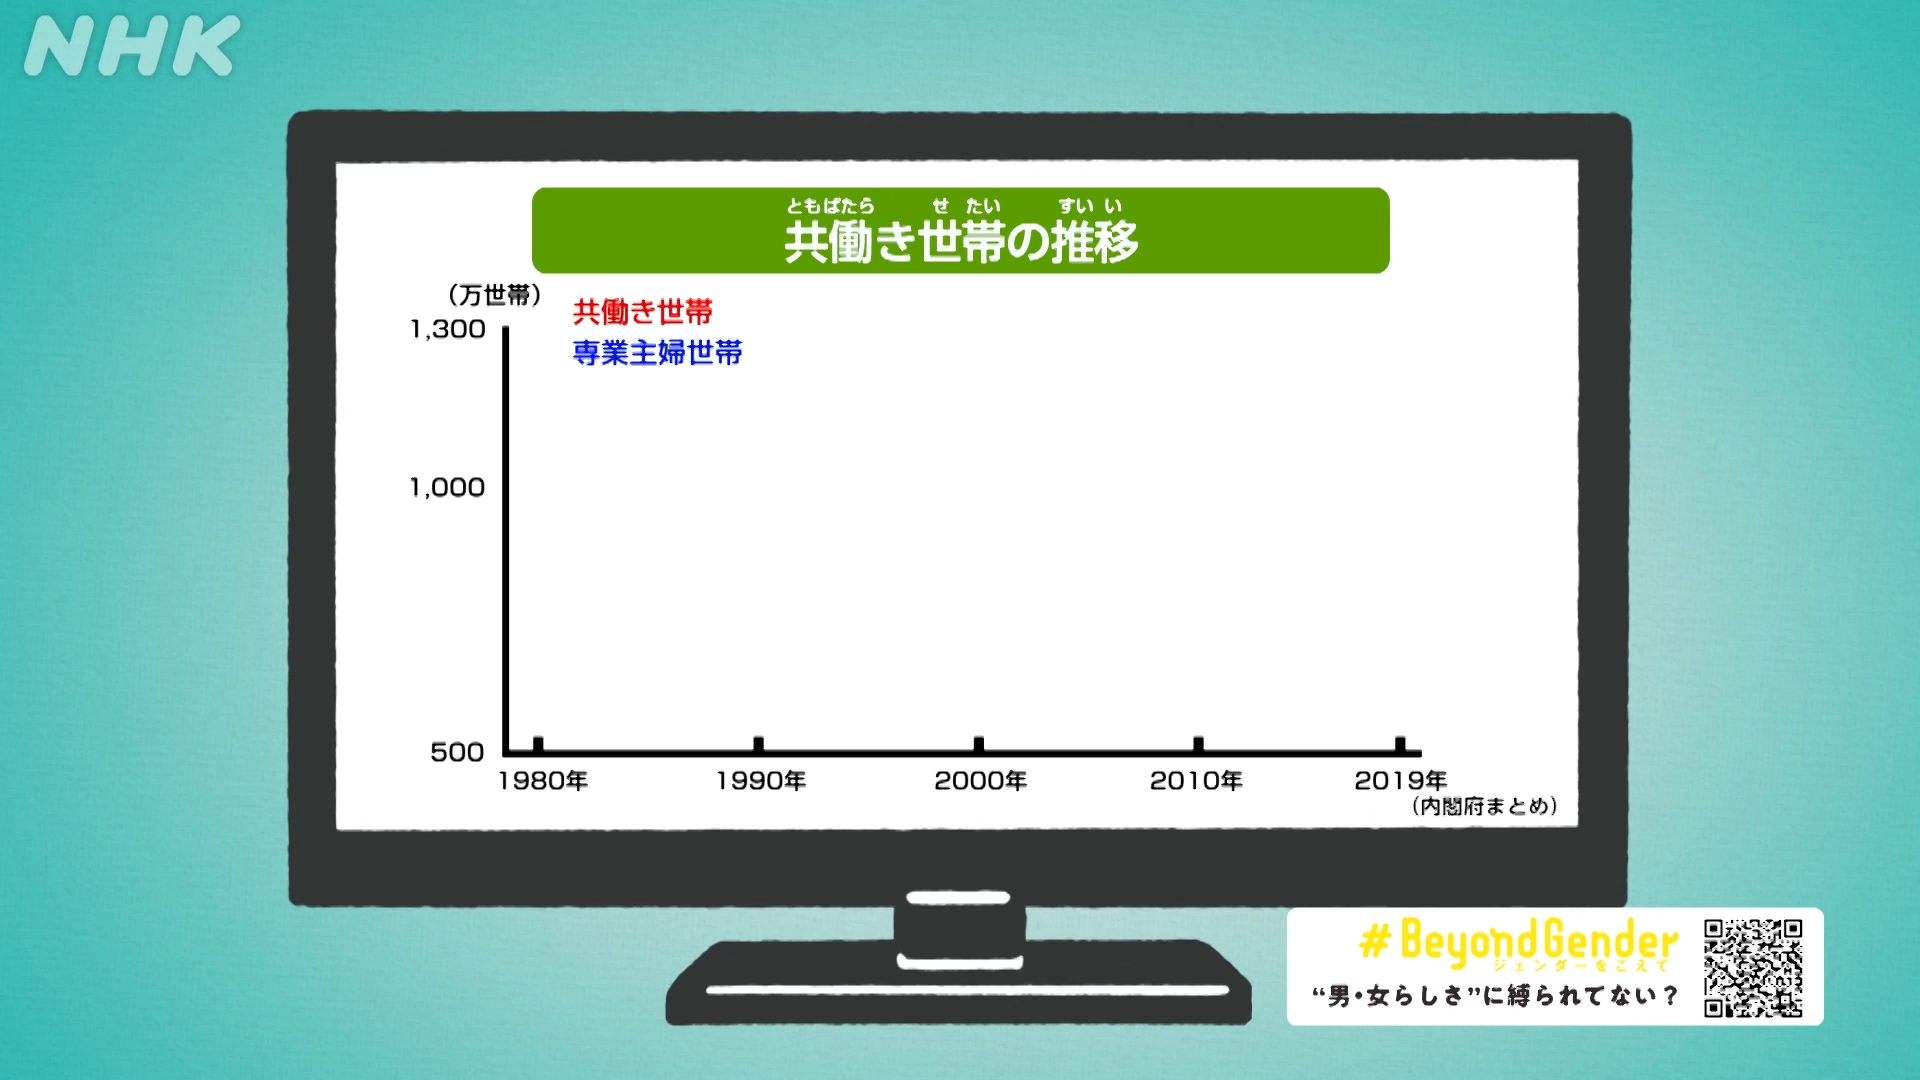 NHK
ともばたら せ たい すい い
共働き世帯の推移
(万世帯)
共働き世帯
専業主婦世帯
1,300
1,000
500
1980年 1990年 2000年 2010年 2019年
(内閣府まとめ)
#BeyondGender
ジェンダーをこえて
“男・女らしさ”に縛られてない？